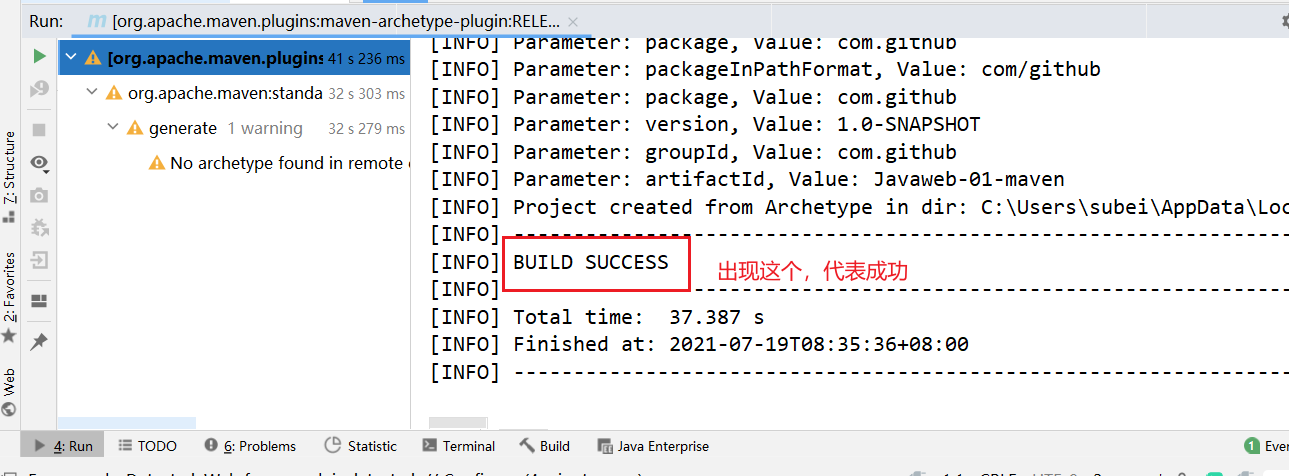 Run: [org.apache.maven.plugins:maven-archetype-plugin:RELE...
[org.apache.maven.plugins 41 s 236 ms
org.apache.maven:standa 32 s 303 ms
generate 1 warning 32 s 279 ms
No archetype found in remote
[INFO] Parameter: package, Value: com.github
[INFO] Parameter: packageInPathFormat, Value: com/github
[INFO] Parameter: package, Value: com.github
[INFO] Parameter: version, Value: 1.0-SNAPSHOT
[INFO] Parameter: groupId, Value: com.github
[INFO] Parameter: artifactId, Value: Javaweb-01-maven
[INFO] Project created from Archetype in dir: C:\Users\subei\AppData\Loc
[INFO] ------------------------------------------------------------------------
[INFO] BUILD SUCCESS
出现这个，代表成功
[INFO] ------------------------------------------------------------------------
[INFO] Total time:  37.387 s
[INFO] Finished at: 2021-07-19T08:35:36+08:00
[INFO] ------------------------------------------------------------------------
Z: Structure
2: Favorites
Web
4: Run TODO 6: Problems Statistic Terminal Build Java Enterprise 1 Ever